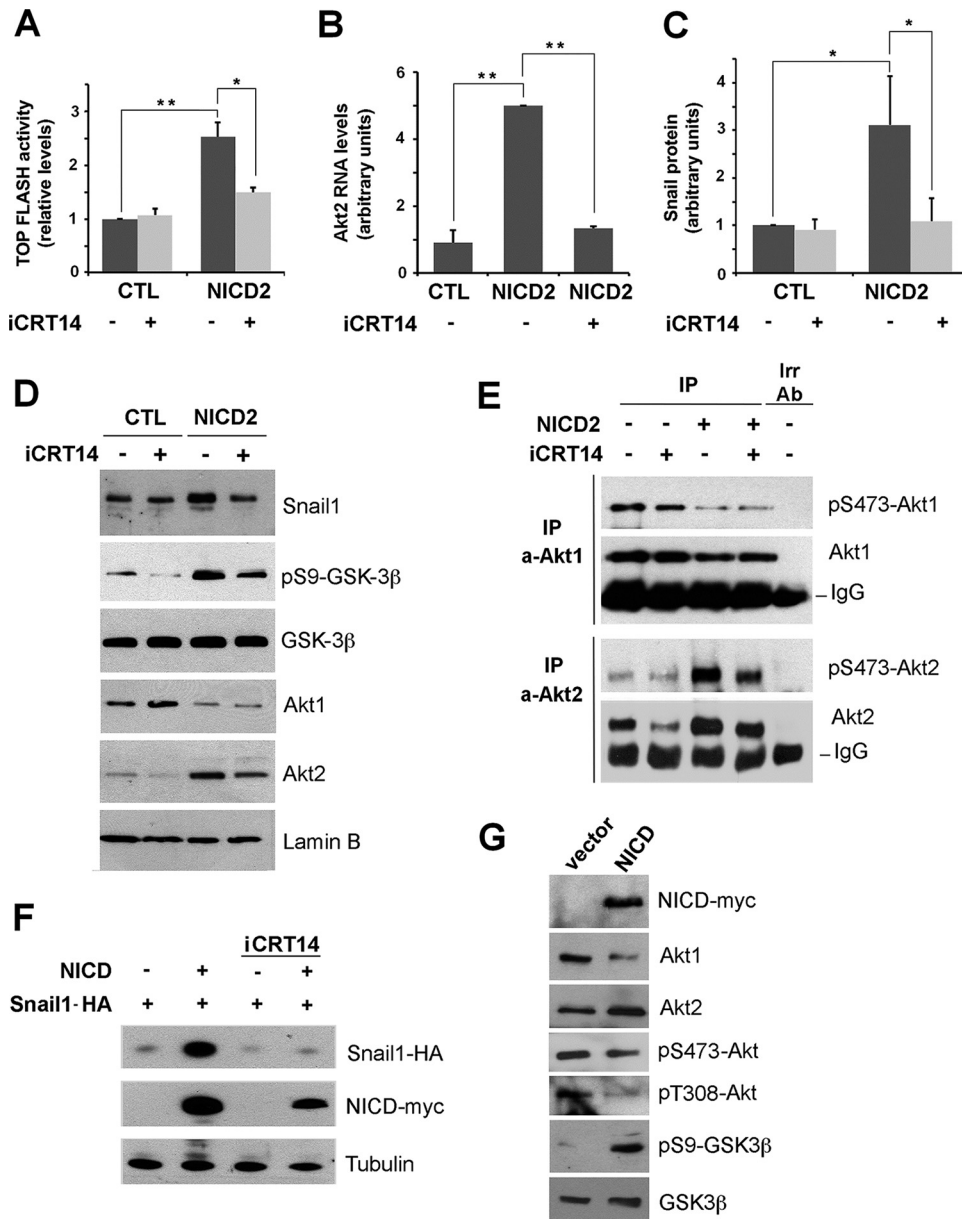 A
TOP FLASH activity
(relative levels)
3
2
1
0
**
*
CTL
NICD2
iCRT14
- + - +
B
Akt2 RNA levels
(arbitrary units)
6
4
2
0
**
**
CTL
NICD2
NICD2
iCRT14
- - +
C
Snail protein
(arbitrary units)
4
3
2
1
0
*
*
CTL
NICD2
iCRT14
- + - +
D
CTL NICD2
iCRT14 - + - +
Snail1
pS9-GSK-3β
GSK-3β
Akt1
Akt2
Lamin B
E
IP
Irr
Ab
NICD2 - - + + -
iCRT14 - + - + -
IP
a-Akt1
pS473-Akt1
Akt1
IgG
IP
a-Akt2
pS473-Akt2
Akt2
IgG
F
iCRT14
NICD - + - +
Snail1-HA + + + +
Snail1-HA
NICD-myc
Tubulin
G
vector NICD
NICD-myc
Akt1
Akt2
pS473-Akt
pT308-Akt
pS9-GSK3β
GSK3β